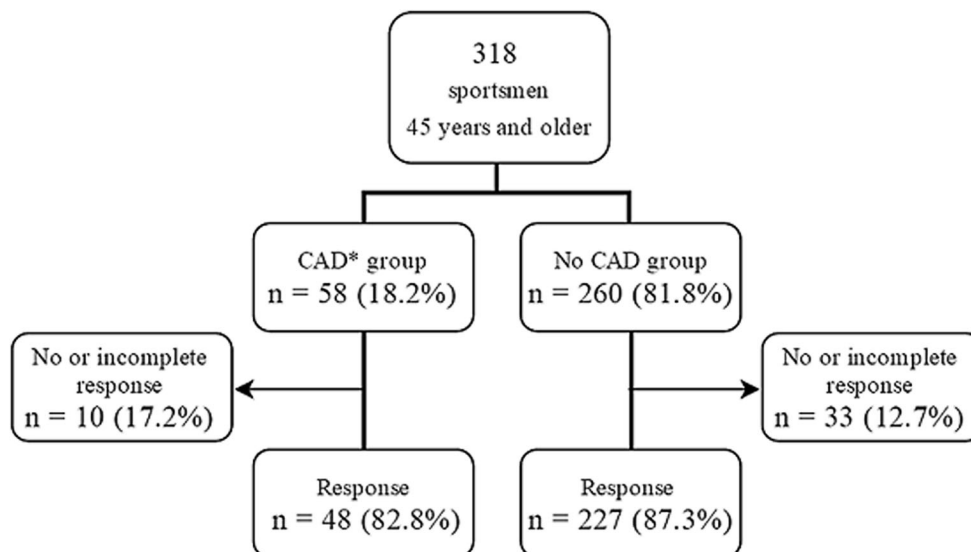 318
sportsmen
45 years and older
CAD* group
n = 58 (18.2%)
No CAD group
n = 260 (81.8%)
No or incomplete
response
n = 10 (17.2%)
No or incomplete
response
n = 33 (12.7%)
Response
n = 48 (82.8%)
Response
n = 227 (87.3%)